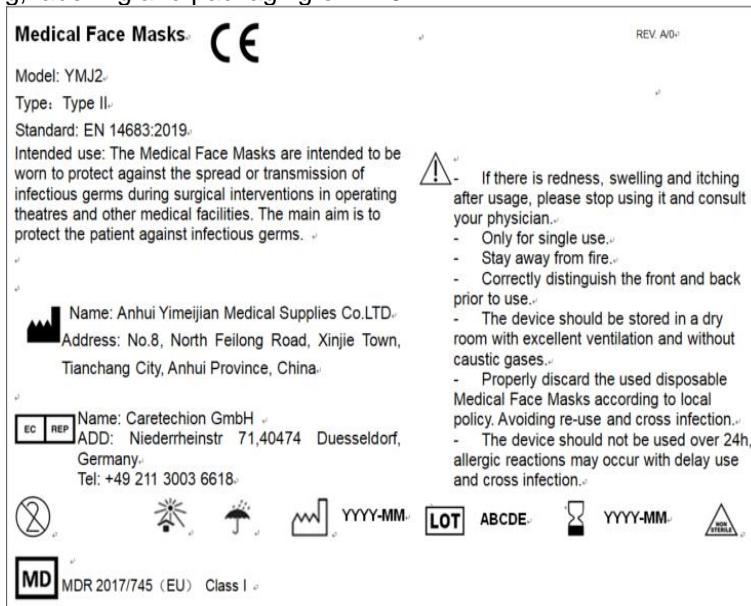 Medical Face Masks CE
REV. A/0
Model: YMJ2
Type: Type II
Standard: EN 14683:2019
Intended use: The Medical Face Masks are intended to be
worn to protect against the spread or transmission of
infectious germs during surgical interventions in operating
theatres and other medical facilities. The main aim is to
protect the patient against infectious germs.
Name: Anhui Yimeijian Medical Supplies Co.LTD
Address: No.8, North Feilong Road, Xinjie Town,
Tianchang City, Anhui Province, China
EC REP
Name: Caretechion GmbH
ADD: Niederrheinstr 71,40474 Duesseldorf,
Germany
Tel: +49 211 3003 6618
- If there is redness, swelling and itching
after usage, please stop using it and consult
your physician.
- Only for single use.
- Stay away from fire.
- Correctly distinguish the front and back
prior to use.
- The device should be stored in a dry
room with excellent ventilation and without
caustic gases.
- Properly discard the used disposable
Medical Face Masks according to local
policy. Avoiding re-use and cross infection.
- The device should not be used over 24h,
allergic reactions may occur with delay use
and cross infection.
2 YYYY-MM LOT ABCDE YYYY-MM NON STERILE
MD MDR 2017/745 (EU) Class I